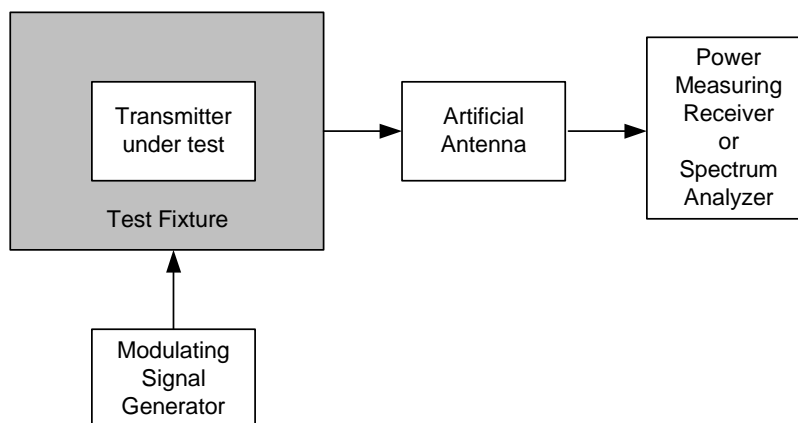 Transmitter
under test
Test Fixture
Artificial
Antenna
Power
Measuring
Receiver
or
Spectrum
Analyzer
Modulating
Signal
Generator